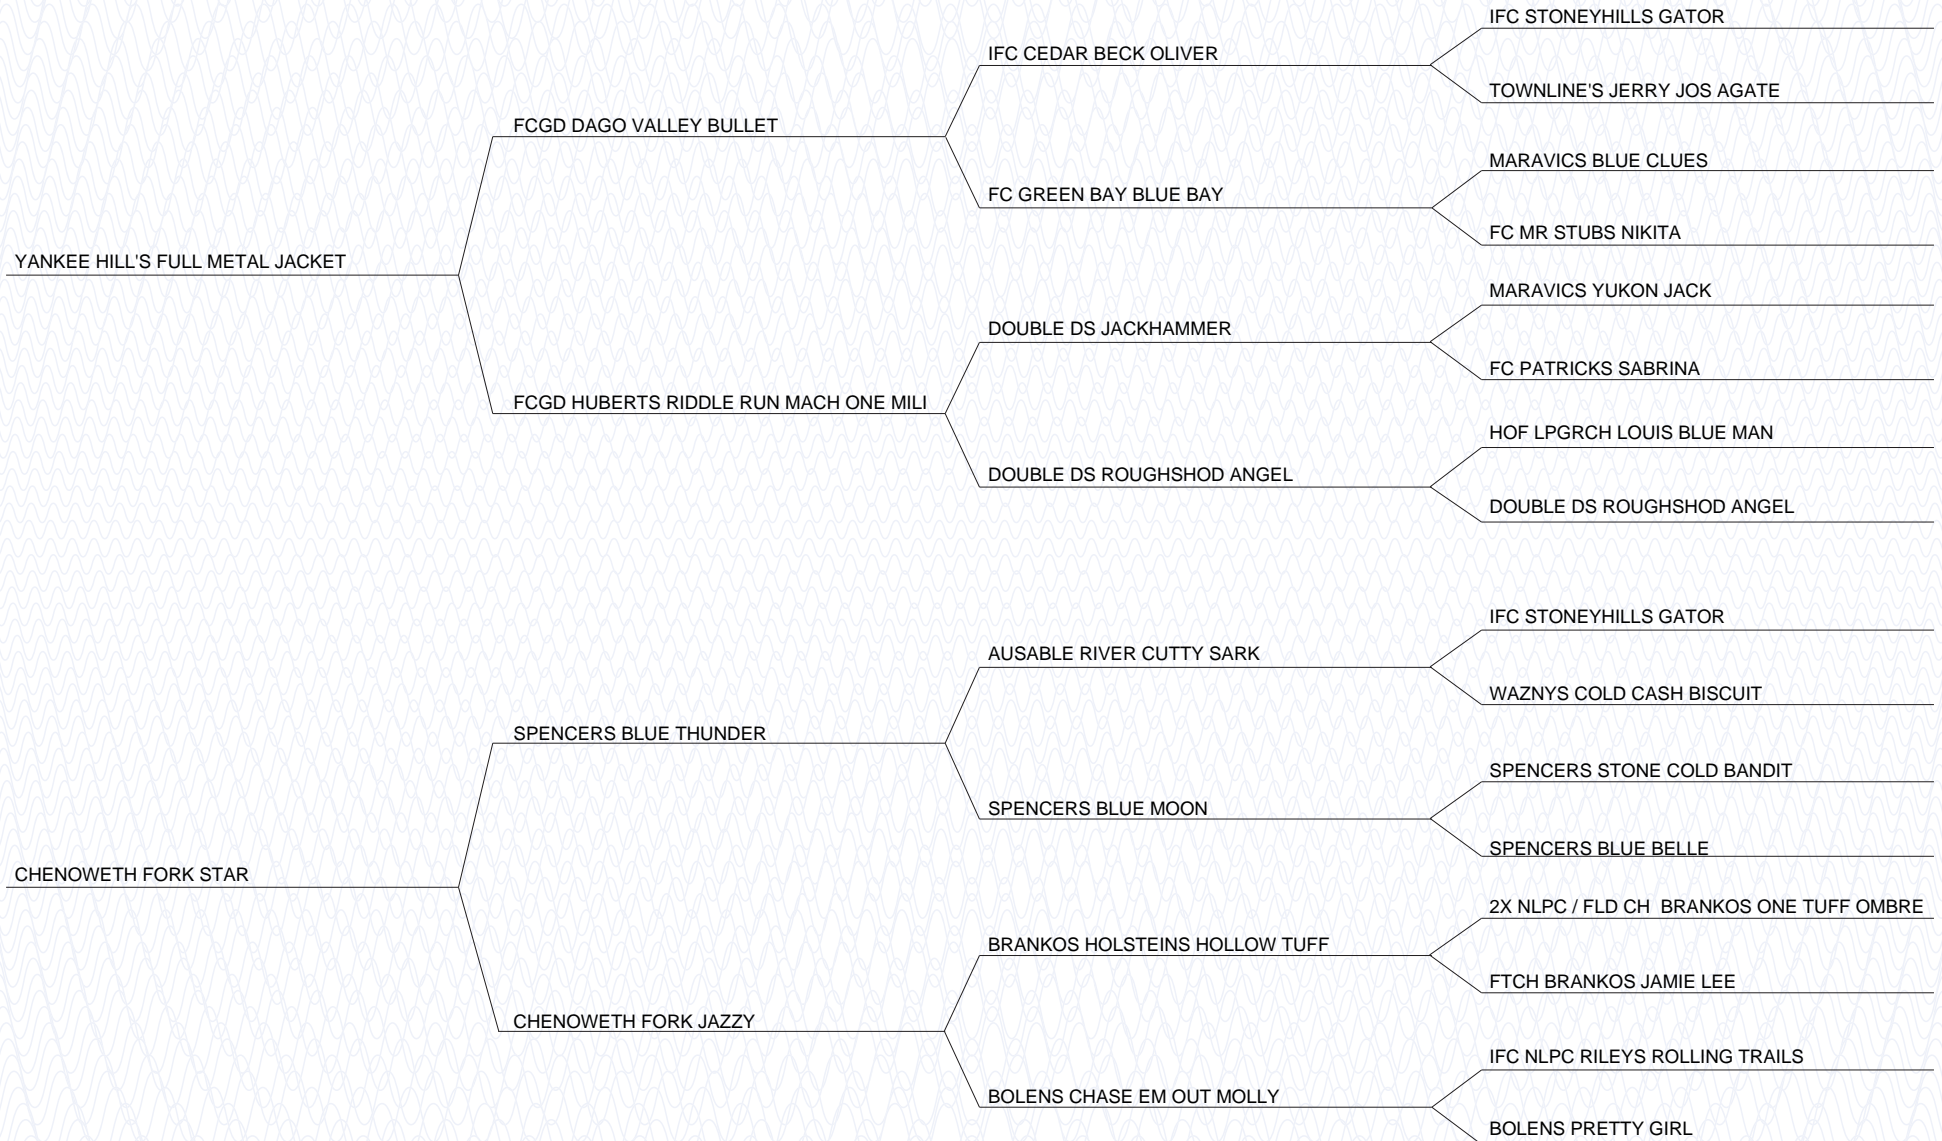 IFC STONEYHILLS GATOR
IFC CEDAR BECK OLIVER
TOWNLINE'S JERRY JOS AGATE
FCGD DAGO VALLEY BULLET
MARAVICS BLUE CLUES
FC GREEN BAY BLUE BAY
FC MR STUBS NIKITA
YANKEE HILL'S FULL METAL JACKET
MARAVICS YUKON JACK
DOUBLE DS JACKHAMMER
FC PATRICKS SABRINA
FCGD HUBERTS RIDDLE RUN MACH ONE MILI
HOF LPGRCH LOUIS BLUE MAN
DOUBLE DS ROUGHSHOD ANGEL
DOUBLE DS ROUGHSHOD ANGEL
IFC STONEYHILLS GATOR
AUSABLE RIVER CUTTY SARK
WAZNYS COLD CASH BISCUIT
SPENCERS BLUE THUNDER
SPENCERS STONE COLD BANDIT
SPENCERS BLUE MOON
SPENCERS BLUE BELLE
CHENOWETH FORK STAR
2X NLPC / FLD CH  BRANKOS ONE TUFF OMBRE
BRANKOS HOLSTEINS HOLLOW TUFF
FTCH BRANKOS JAMIE LEE
CHENOWETH FORK JAZZY
IFC NLPC RILEYS ROLLING TRAILS
BOLENS CHASE EM OUT MOLLY
BOLENS PRETTY GIRL